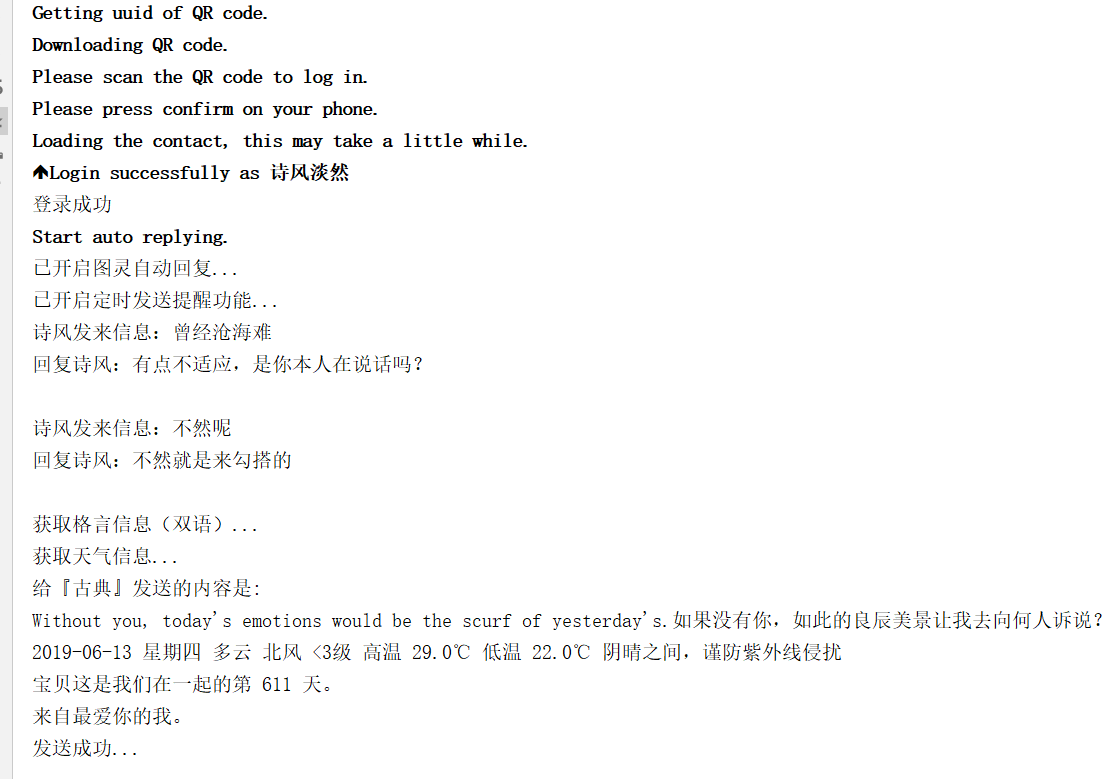 Getting uuid of QR code.
Downloading QR code.
Please scan the QR code to log in.
Please press confirm on your phone.
Loading the contact, this may take a little while.
🡹Login successfully as 诗风淡然
登录成功
Start auto replying.
已开启图灵自动回复...
已开启定时发送提醒功能...
诗风发来信息：曾经沧海难
回复诗风：有点不适应，是你本人在说话吗？
诗风发来信息：不然呢
回复诗风：不然就是来勾搭的
获取格言信息（双语）...
获取天气信息...
给『古典』发送的内容是:
Without you, today's emotions would be the scurf of yesterday's.如果没有你，如此的良辰美景让我去向何人诉说？
2019-06-13 星期四 多云 北风 <3级 高温 29.0℃ 低温 22.0℃ 阴晴之间，谨防紫外线侵扰
宝贝这是我们在一起的第 611 天。
来自最爱你的我。
发送成功...